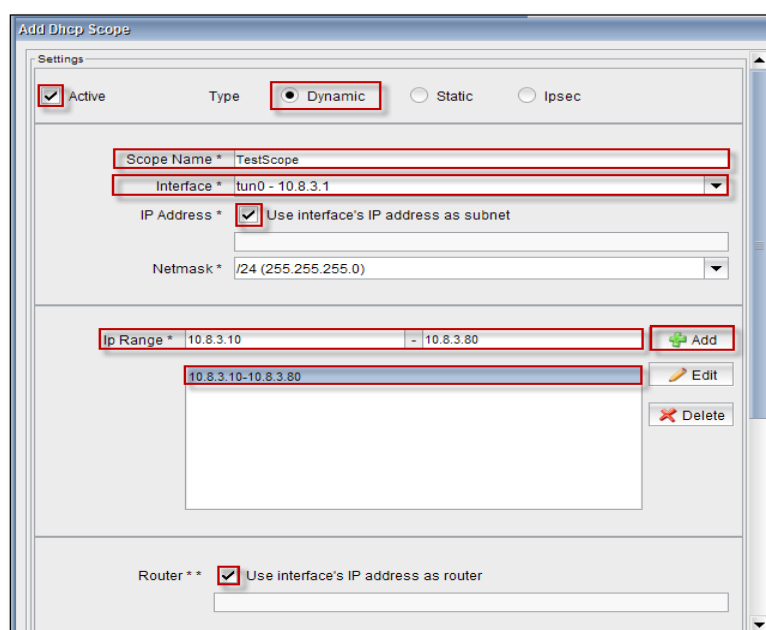 Add Dhcp Scope
Settings
Active Type Dynamic Static Ipsec
Scope Name * TestScope
Interface * tun0 - 10.8.3.1
IP Address * Use interface's IP address as subnet
Netmask * /24 (255.255.255.0)
Ip Range * 10.8.3.10 - 10.8.3.80 Add
10.8.3.10-10.8.3.80 Edit
Delete
Router * * Use interface's IP address as router